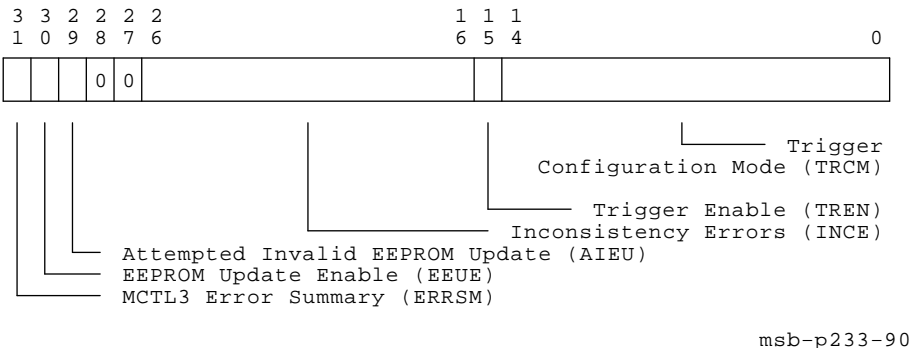 3 3 2 2 2 2 1 1 1
1 0 9 8 7 6 6 5 4 0
0 0
Trigger
Configuration Mode (TRCM)
Trigger Enable (TREN)
Inconsistency Errors (INCE)
Attempted Invalid EEPROM Update (AIEU)
EEPROM Update Enable (EEUE)
MCTL3 Error Summary (ERRSM)
msb-p233-90